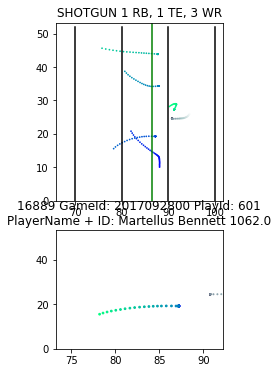 SHOTGUN 1 RB, 1 TE, 3 WR
50
40
30
20
10
0
70 80 90 100
16889 GameId: 2017092800 PlayId: 601
PlayerName + ID: Martellus Bennett 1062.0
40
20
0
75 80 85 90